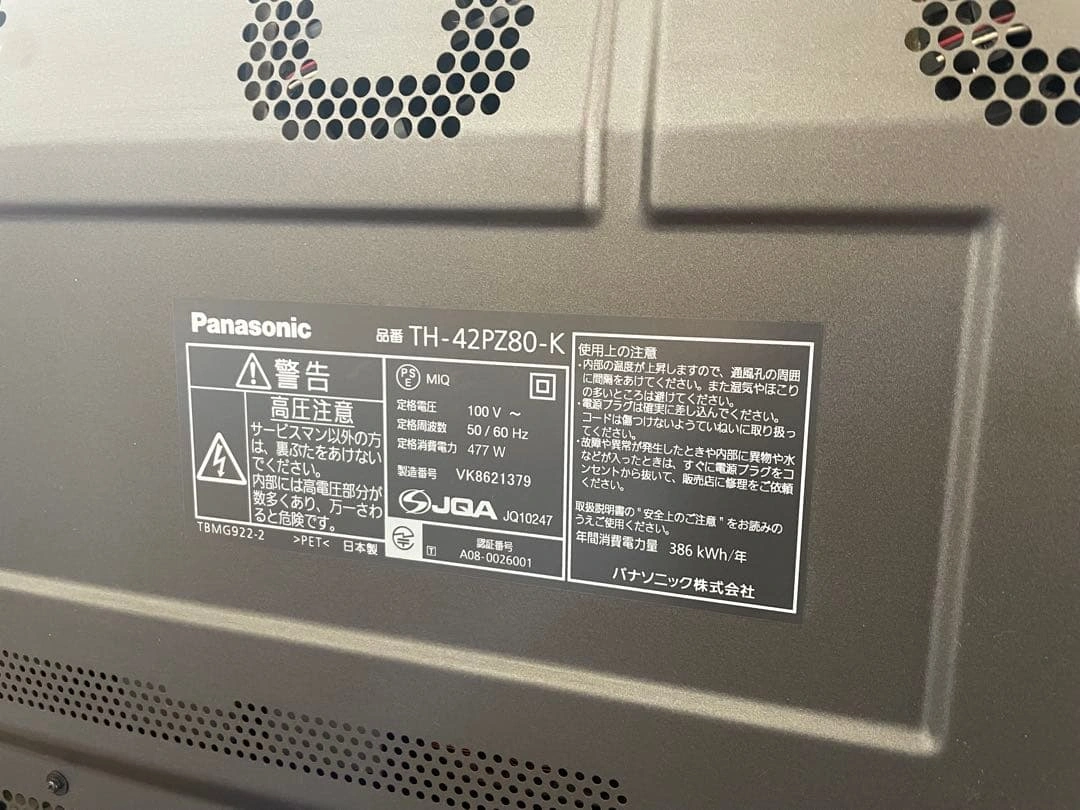 Panasonic
品番 TH-42PZ80-K
警告
高圧注意
サービスマン以外の方
は、裏ぶたをあけない
でください。
内部には高電圧部分が
数多くあり、万一さわ
ると危険です。
TBMG922-2 >PET< 日本製
PS
E
MIQ
定格電圧 100 V ～
定格周波数 50 / 60 Hz
定格消費電力 477 W
製造番号 VK8621379
JQA JQ10247
T
認証番号
A08-0026001
使用上の注意
・内部の温度が上昇しますので、通風孔の周囲
に間隔をあけてください。また湿気やほこり
の多いところは避けてください。
・電源プラグは確実に差し込んでください。
コードは傷つけないようていねいに取り扱っ
てください。
・故障や異常が発生したときや内部に異物や水
などが入ったときは、すぐに電源プラグをコ
ンセントから抜いて、販売店に修理をご依頼
ください。
取扱説明書の"安全上のご注意"をお読みの
うえご使用ください。
年間消費電力量 386 kWh/年
パナソニック株式会社